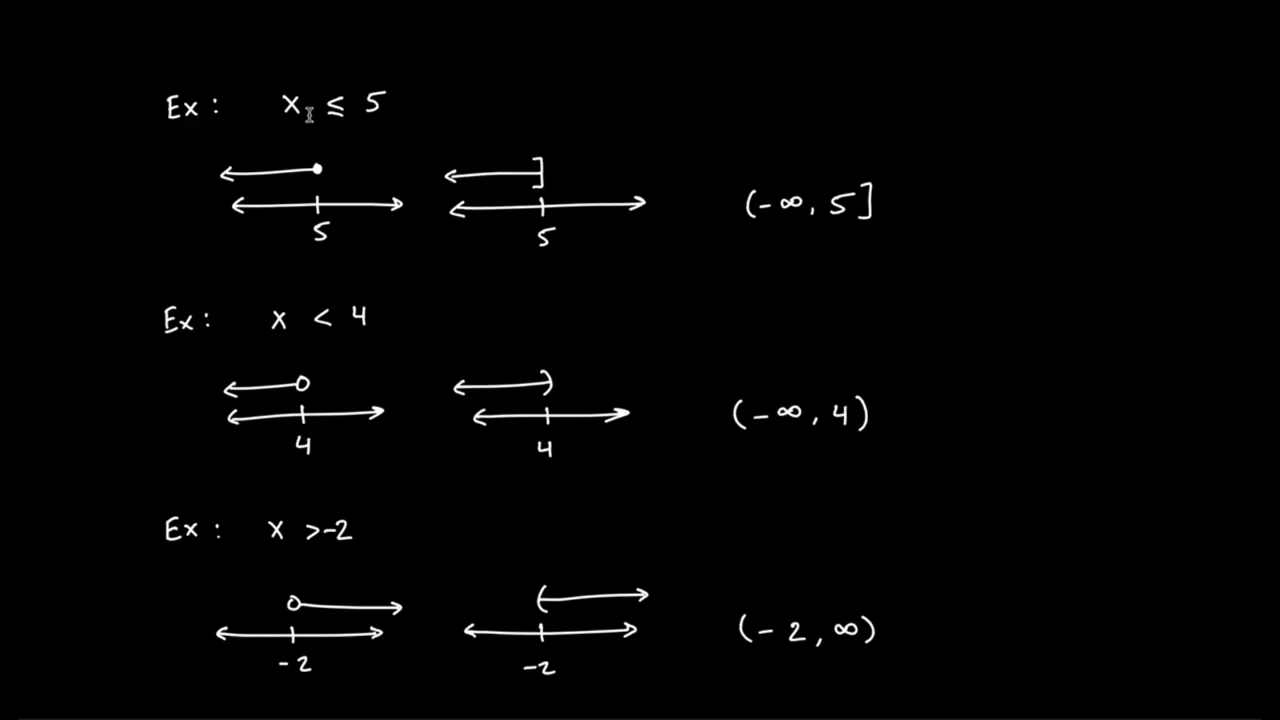 Ex: x ≤ 5
5 5 (-∞, 5]
Ex: x < 4
4 4 (-∞, 4)
Ex: x >-2
-2 -2 (-2, ∞)